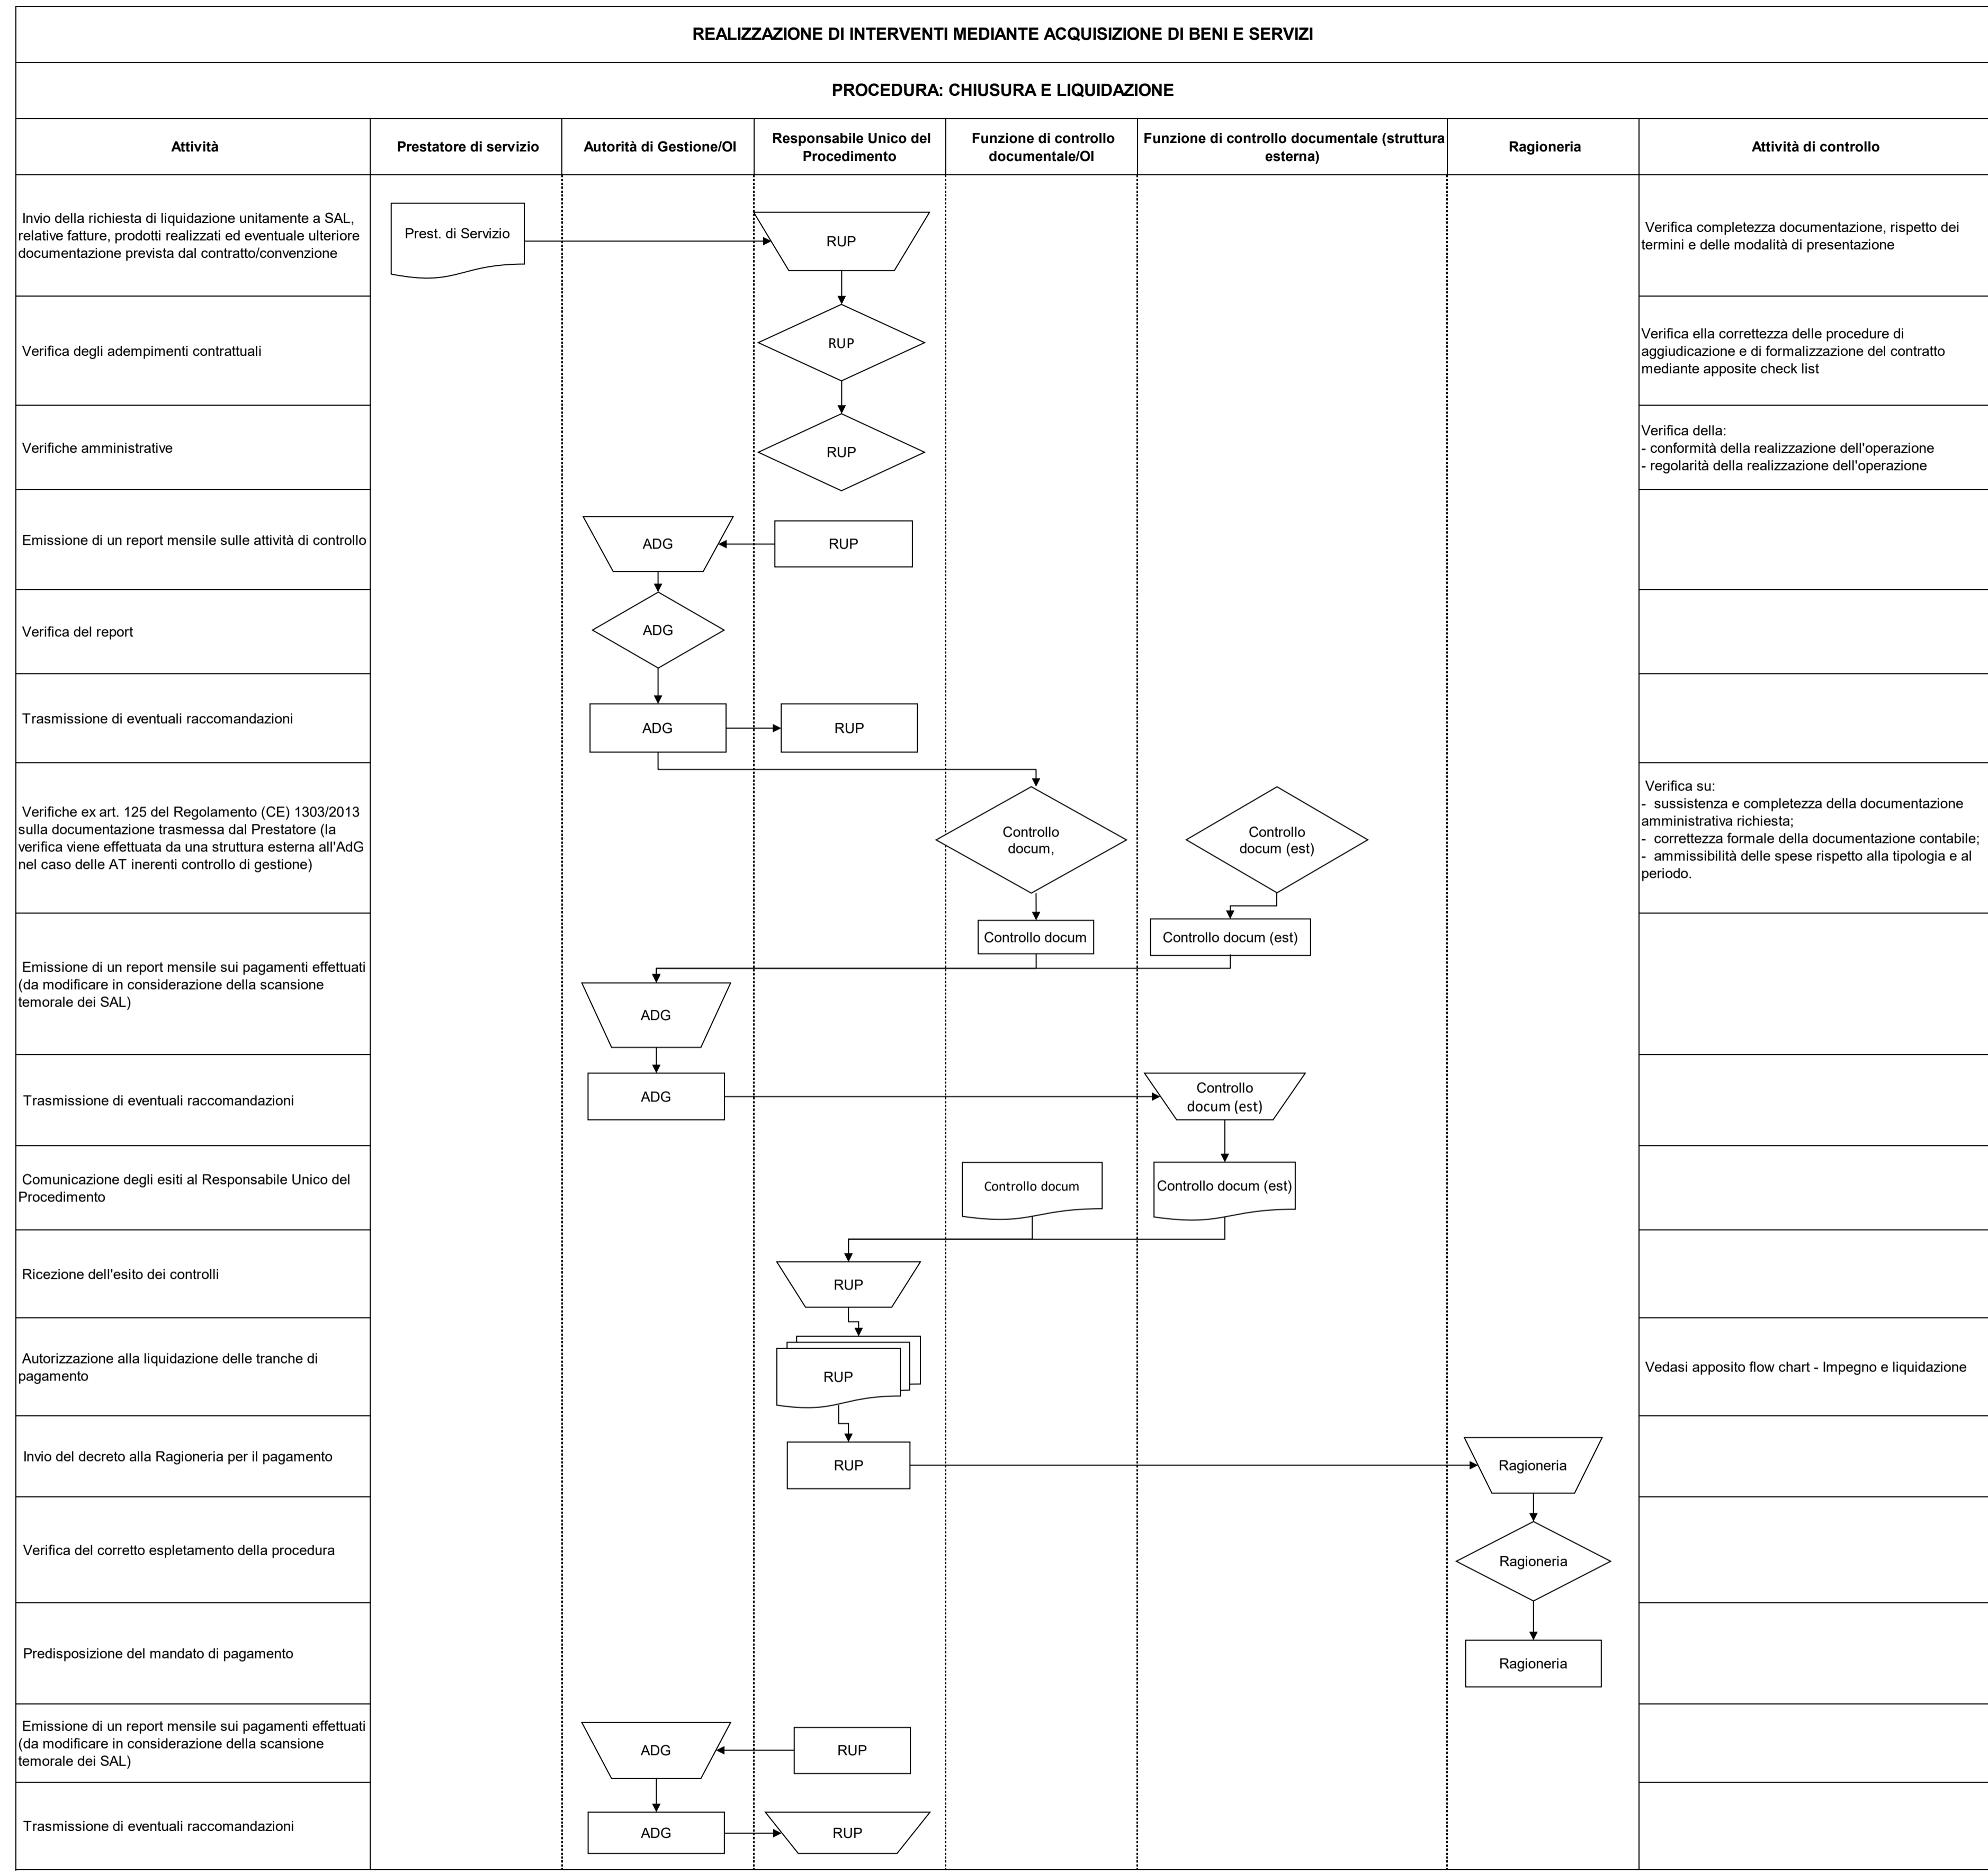 REALIZZAZIONE DI INTERVENTI MEDIANTE ACQUISIZIONE DI BENI E SERVIZI
PROCEDURA: CHIUSURA E LIQUIDAZIONE
Attività
Prestatore di servizio
Autorità di Gestione/OI
Responsabile Unico del
Procedimento
Funzione di controllo
documentale/OI
Funzione di controllo documentale (struttura
esterna)
Ragioneria
Attività di controllo
Invio della richiesta di liquidazione unitamente a SAL,
relative fatture, prodotti realizzati ed eventuale ulteriore
documentazione prevista dal contratto/convenzione
Prest. di Servizio
RUP
Verifica completezza documentazione, rispetto dei
termini e delle modalità di presentazione
Verifica degli adempimenti contrattuali
RUP
Verifica ella correttezza delle procedure di
aggiudicazione e di formalizzazione del contratto
mediante apposite check list
Verifiche amministrative
RUP
Verifica della:
- conformità della realizzazione dell'operazione
- regolarità della realizzazione dell'operazione
Emissione di un report mensile sulle attività di controllo
ADG
RUP
Verifica del report
ADG
Trasmissione di eventuali raccomandazioni
ADG
RUP
Verifiche ex art. 125 del Regolamento (CE) 1303/2013
sulla documentazione trasmessa dal Prestatore (la
verifica viene effettuata da una struttura esterna all'AdG
nel caso delle AT inerenti controllo di gestione)
Controllo
docum,
Controllo
docum (est)
Verifica su:
- sussistenza e completezza della documentazione
amministrativa richiesta;
- correttezza formale della documentazione contabile;
- ammissibilità delle spese rispetto alla tipologia e al
periodo.
Controllo docum
Controllo docum (est)
Emissione di un report mensile sui pagamenti effettuati
(da modificare in considerazione della scansione
temorale dei SAL)
ADG
Trasmissione di eventuali raccomandazioni
ADG
Controllo
docum (est)
Comunicazione degli esiti al Responsabile Unico del
Procedimento
Controllo docum
Controllo docum (est)
Ricezione dell'esito dei controlli
RUP
Autorizzazione alla liquidazione delle tranche di
pagamento
RUP
Vedasi apposito flow chart - Impegno e liquidazione
Invio del decreto alla Ragioneria per il pagamento
RUP
Ragioneria
Verifica del corretto espletamento della procedura
Ragioneria
Predisposizione del mandato di pagamento
Ragioneria
Emissione di un report mensile sui pagamenti effettuati
(da modificare in considerazione della scansione
temorale dei SAL)
ADG
RUP
Trasmissione di eventuali raccomandazioni
ADG
RUP